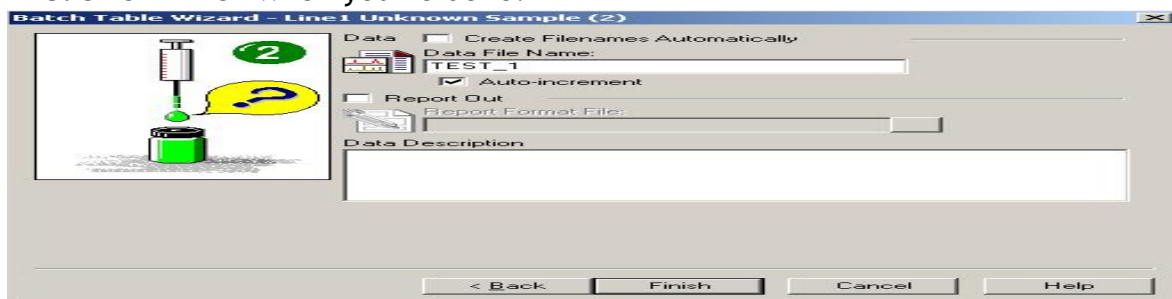 Batch Table Wizard - Line1 Unknown Sample (2)
2
?
Data
Create Filenames Automatically
Data File Name:
TEST_1
Auto-increment
Report Out
Report Format File:
Data Description
< Back
Finish
Cancel
Help